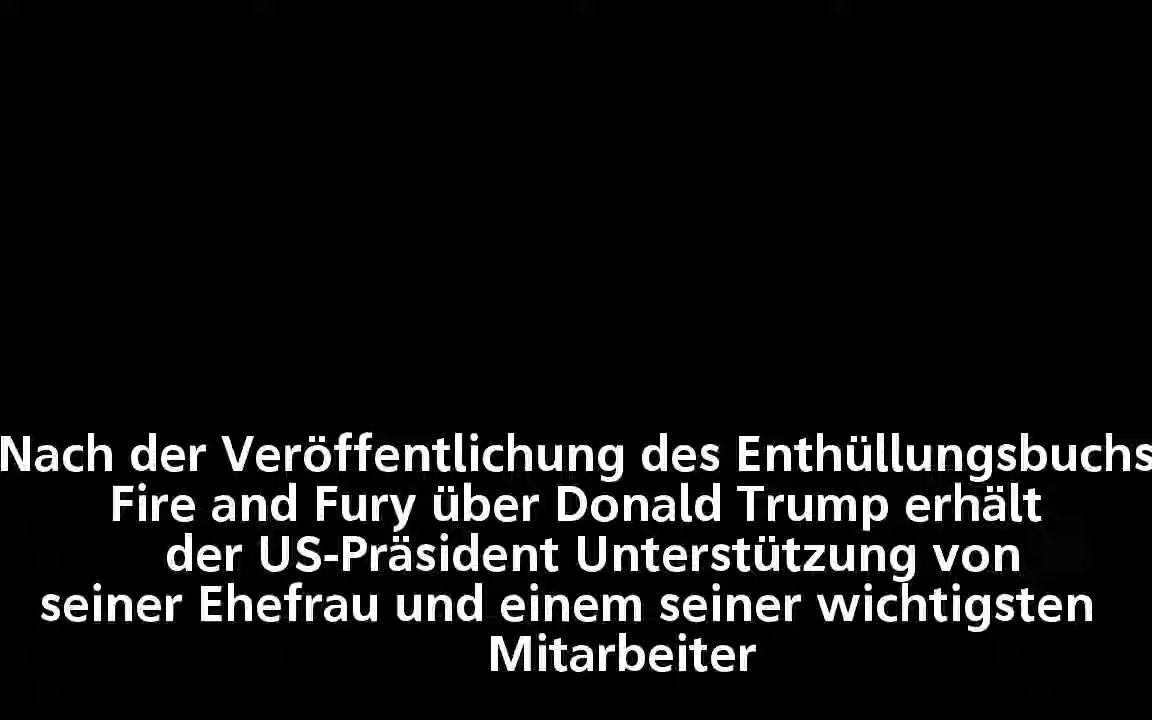 Nach der Veröffentlichung des Enthüllungsbuchs
Fire and Fury über Donald Trump erhält
der US-Präsident Unterstützung von
seiner Ehefrau und einem seiner wichtigsten
Mitarbeiter